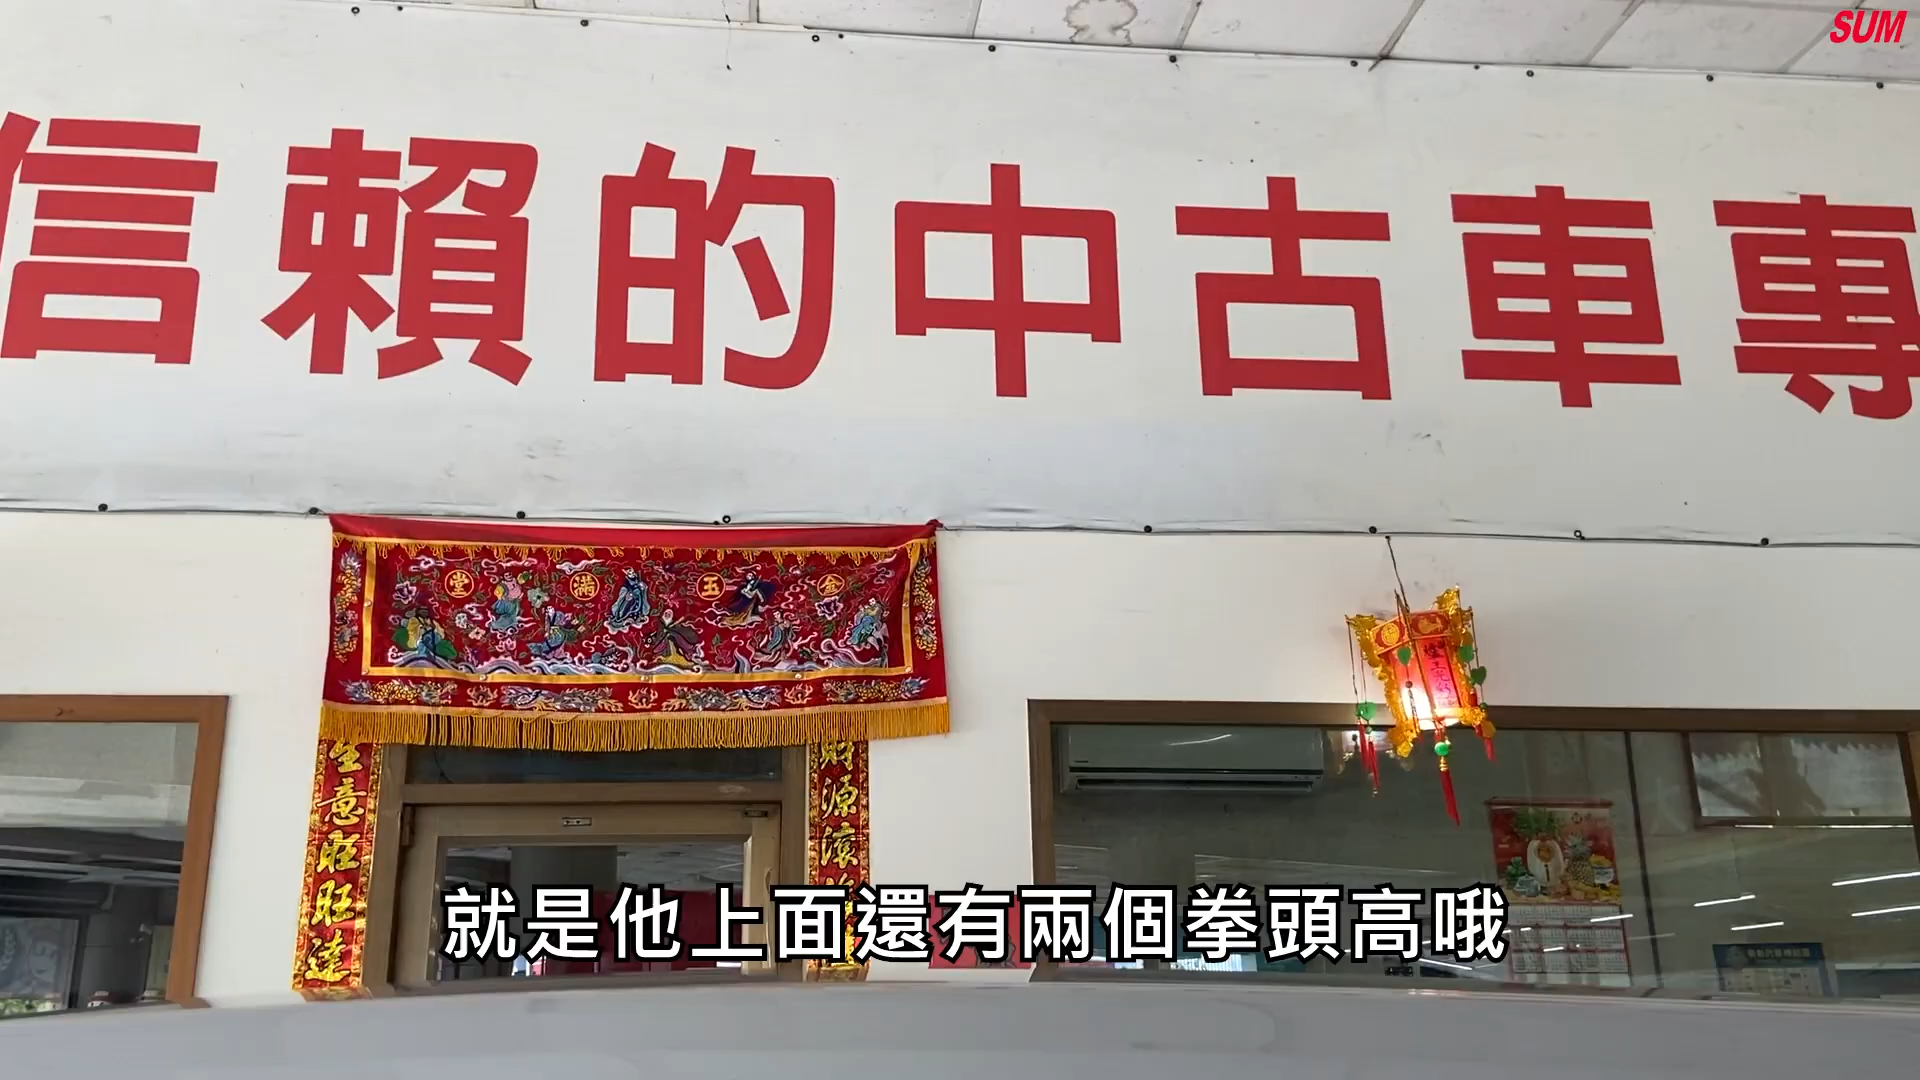 SUM
信賴的中古車專
堂滿玉金
生意旺旺達
財源滾
就是他上面還有兩個拳頭高哦